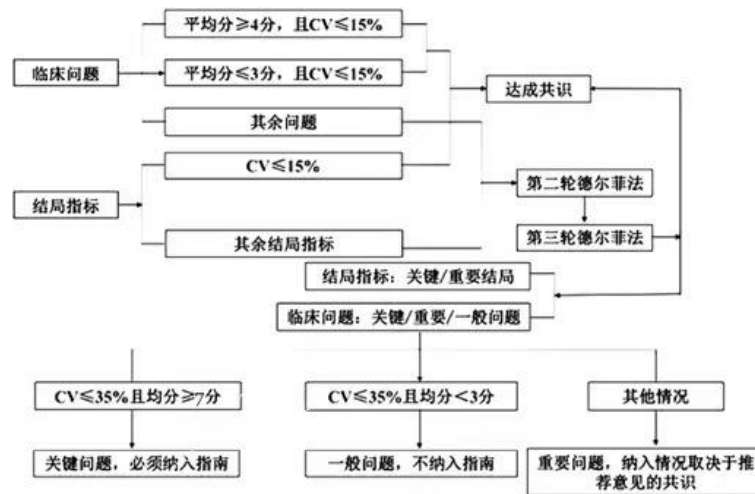 平均分≥4分，且CV≤15%
临床问题
平均分≤3分，且CV≤15%
达成共识
其余问题
CV≤15%
第二轮德尔菲法
结局指标
第三轮德尔菲法
其余结局指标
结局指标：关键/重要结局
临床问题：关键/重要/一般问题
CV≤35%且均分≥7分
CV≤35%且均分<3分
其他情况
关键问题，必须纳入指南
一般问题，不纳入指南
重要问题，纳入情况取决于推
荐意见的共识